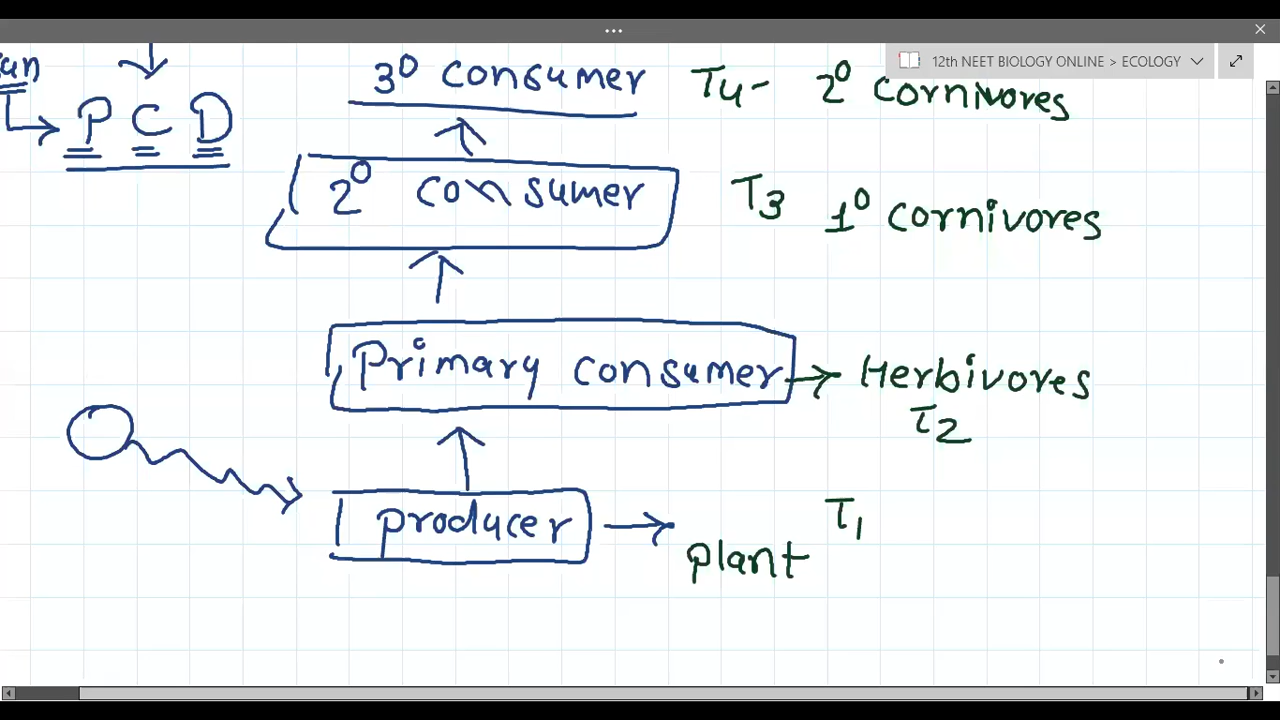 12th NEET BIOLOGY ONLINE > ECOLOGY
3⁰ consumer T4- 2⁰ cornivores
P C D
2⁰ consumer T3 1⁰ cornivores
Primary consumer → Herbivores
T2
producer → plant T1